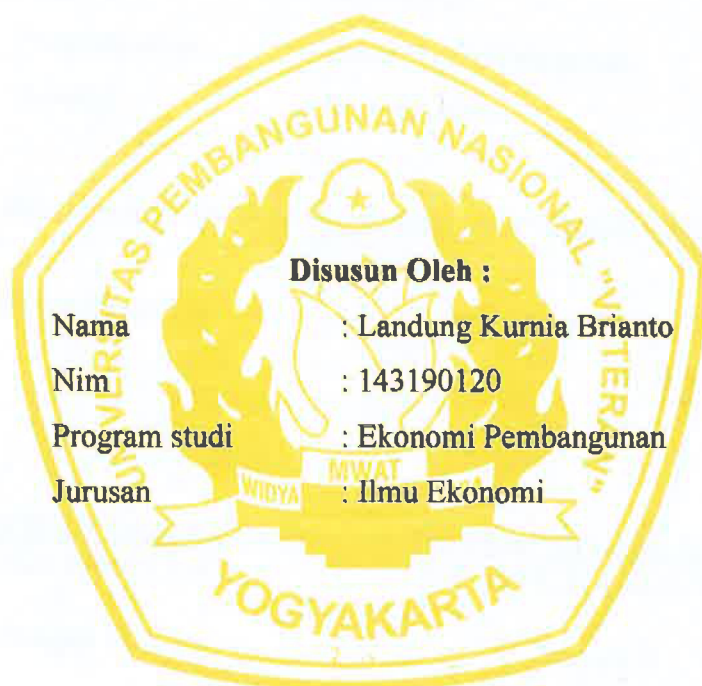 UNIVERSITAS PEMBANGUNAN NASIONAL "VETERAN"
Disusun Oleh :
Nama : Landung Kurnia Brianto
Nim : 143190120
Program studi : Ekonomi Pembangunan
Jurusan : Ilmu Ekonomi
WIDYA MWAT
YOGYAKARTA